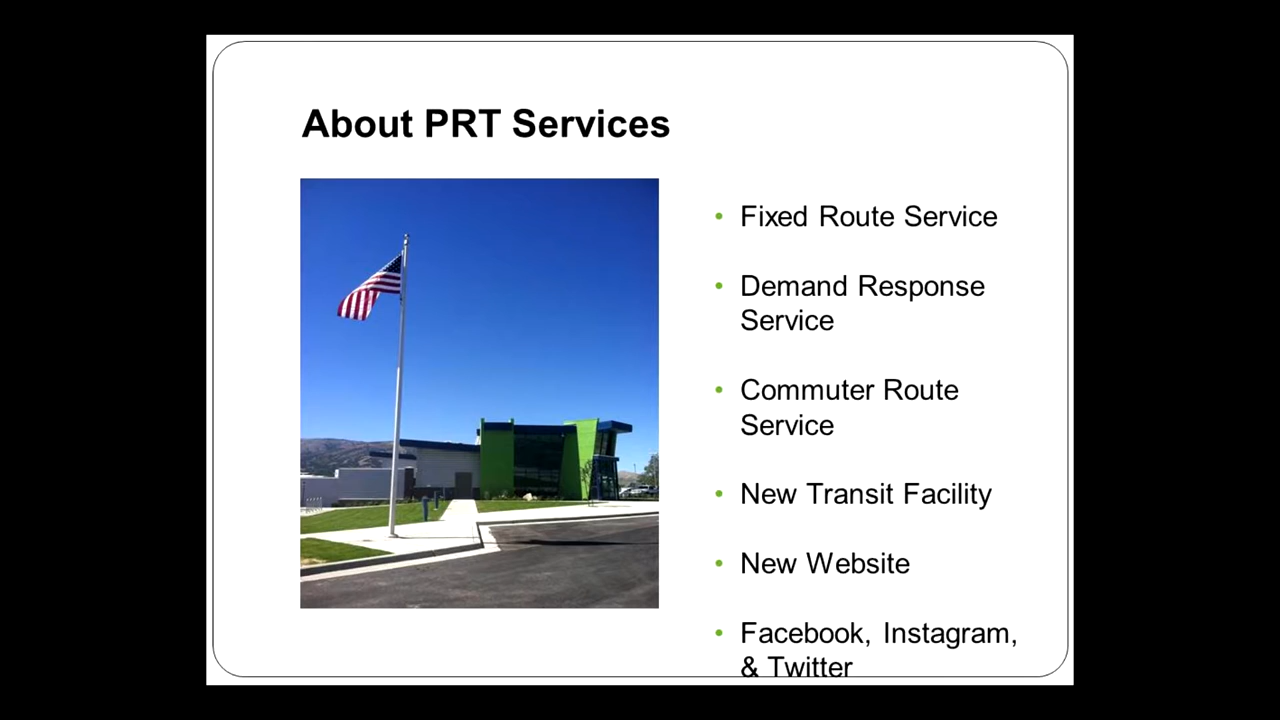 About PRT Services
• Fixed Route Service
• Demand Response
Service
• Commuter Route
Service
• New Transit Facility
• New Website
• Facebook, Instagram,
& Twitter